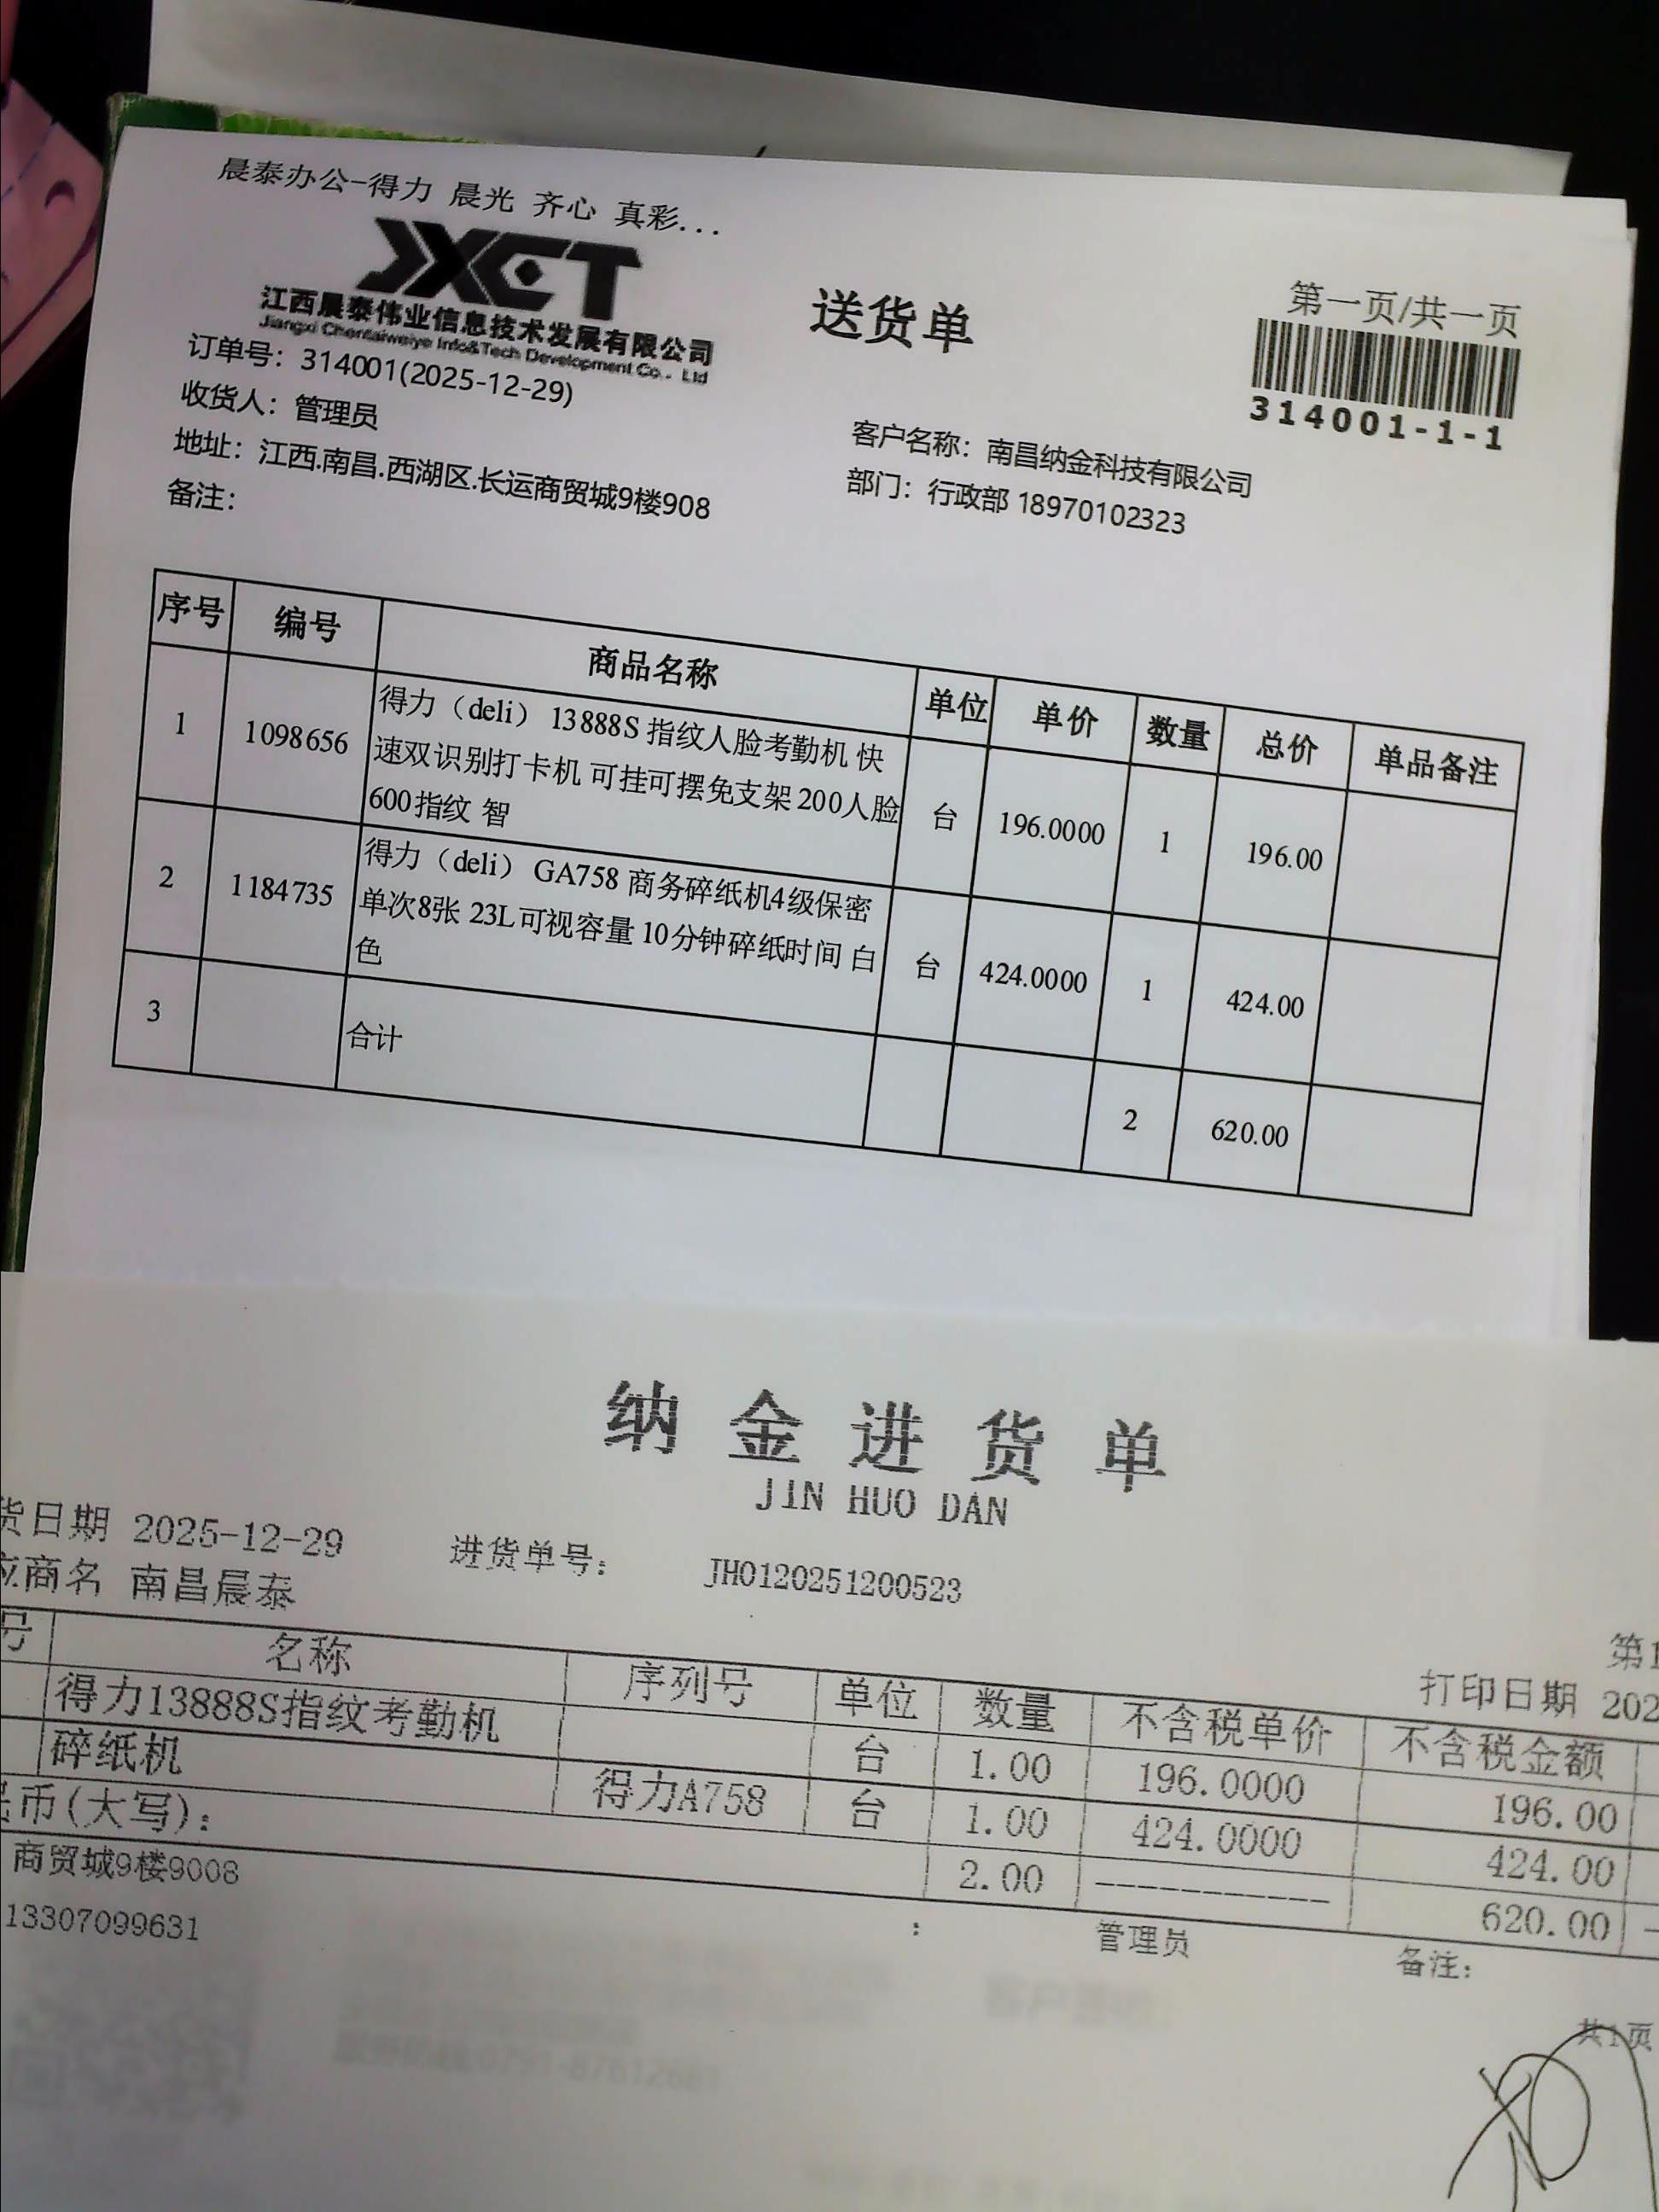 晨泰办公-得力 晨光 齐心 真彩...
JXCT
江西晨泰伟业信息技术发展有限公司
Jiangxi Chentaiweiye Info&Tech Development Co., Ltd
送货单
第一页/共一页
314001-1-1
订单号：314001(2025-12-29)
收货人：管理员
客户名称：南昌纳金科技有限公司
地址：江西.南昌.西湖区.长运商贸城9楼908
部门：行政部 18970102323
备注：
序号 编号 商品名称 单位 单价 数量 总价 单品备注
1 1098656 得力（deli） 13888S 指纹人脸考勤机 快
速双识别打卡机 可挂可摆免支架 200人脸
600指纹 智 台 196.0000 1 196.00
2 1184735 得力（deli） GA758 商务碎纸机4级保密
单次8张 23L可视容量 10分钟碎纸时间 白
色 台 424.0000 1 424.00
3 合计 2 620.00
纳金进货单
JIN HUO DAN
货日期 2025-12-29 进货单号： JH0120251200523
应商名 南昌晨泰
第1
打印日期 202
号 名称 序列号 单位 数量 不含税单价 不含税金额
得力13888S指纹考勤机 台 1.00 196.0000 196.00
碎纸机 得力A758 台 1.00 424.0000 424.00
民币(大写)： 2.00 ------------ 620.00
商贸城9楼9008 : 管理员 备注：
13307099631
共1页